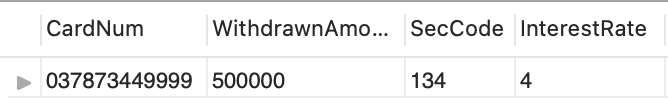 CardNum WithdrawnAmo... SecCode InterestRate
037873449999 500000 134 4